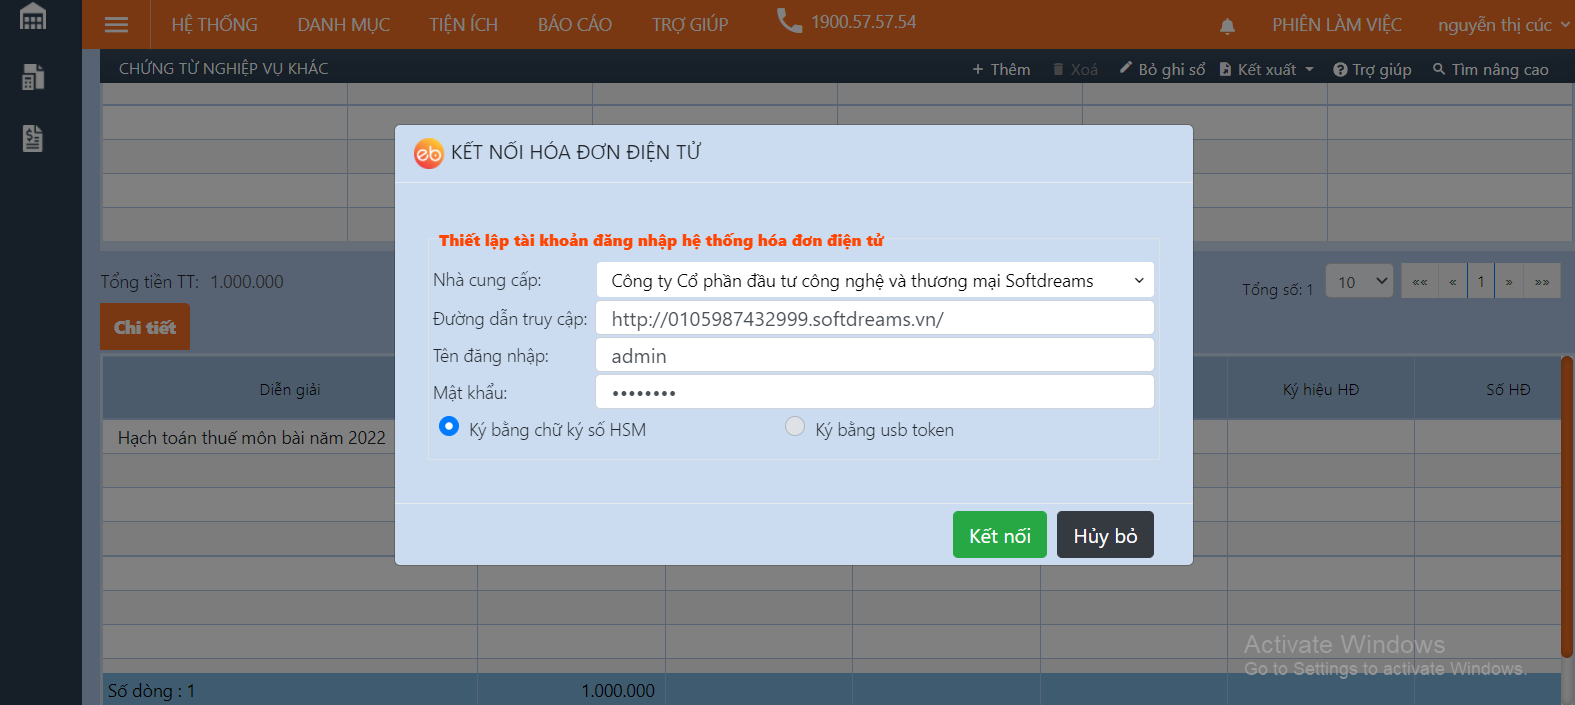 HỆ THỐNG DANH MỤC TIỆN ÍCH BÁO CÁO TRỢ GIÚP 1900.57.57.54 PHIÊN LÀM VIỆC nguyễn thị cúc
CHỨNG TỪ NGHIỆP VỤ KHÁC + Thêm Xoá Bỏ ghi sổ Kết xuất Trợ giúp Tìm nâng cao
eb KẾT NỐI HÓA ĐƠN ĐIỆN TỬ
Thiết lập tài khoản đăng nhập hệ thống hóa đơn điện tử
Nhà cung cấp: Công ty Cổ phần đầu tư công nghệ và thương mại Softdreams
Đường dẫn truy cập: http://0105987432999.softdreams.vn/
Tên đăng nhập: admin
Mật khẩu: ••••••••
Ký bằng chữ ký số HSM Ký bằng usb token
Kết nối Hủy bỏ
Tổng tiền TT: 1.000.000
Tổng số: 1 10 «« « 1 » »»
Chi tiết
Diễn giải Ký hiệu HĐ Số HĐ
Hạch toán thuế môn bài năm 2022
Activate Windows
Go to Settings to activate Windows.
Số dòng : 1 1.000.000